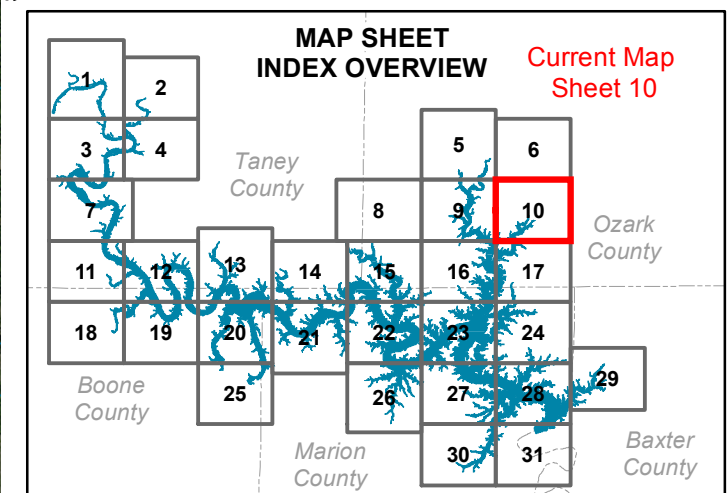 MAP SHEET
INDEX OVERVIEW
Current Map
Sheet 10
1
2
3
4
Taney
County
5
6
7
8
9
10
Ozark
County
11
12
13
14
15
16
17
18
19
20
21
22
23
24
25
26
27
28
29
Boone
County
Marion
County
30
31
Baxter
County